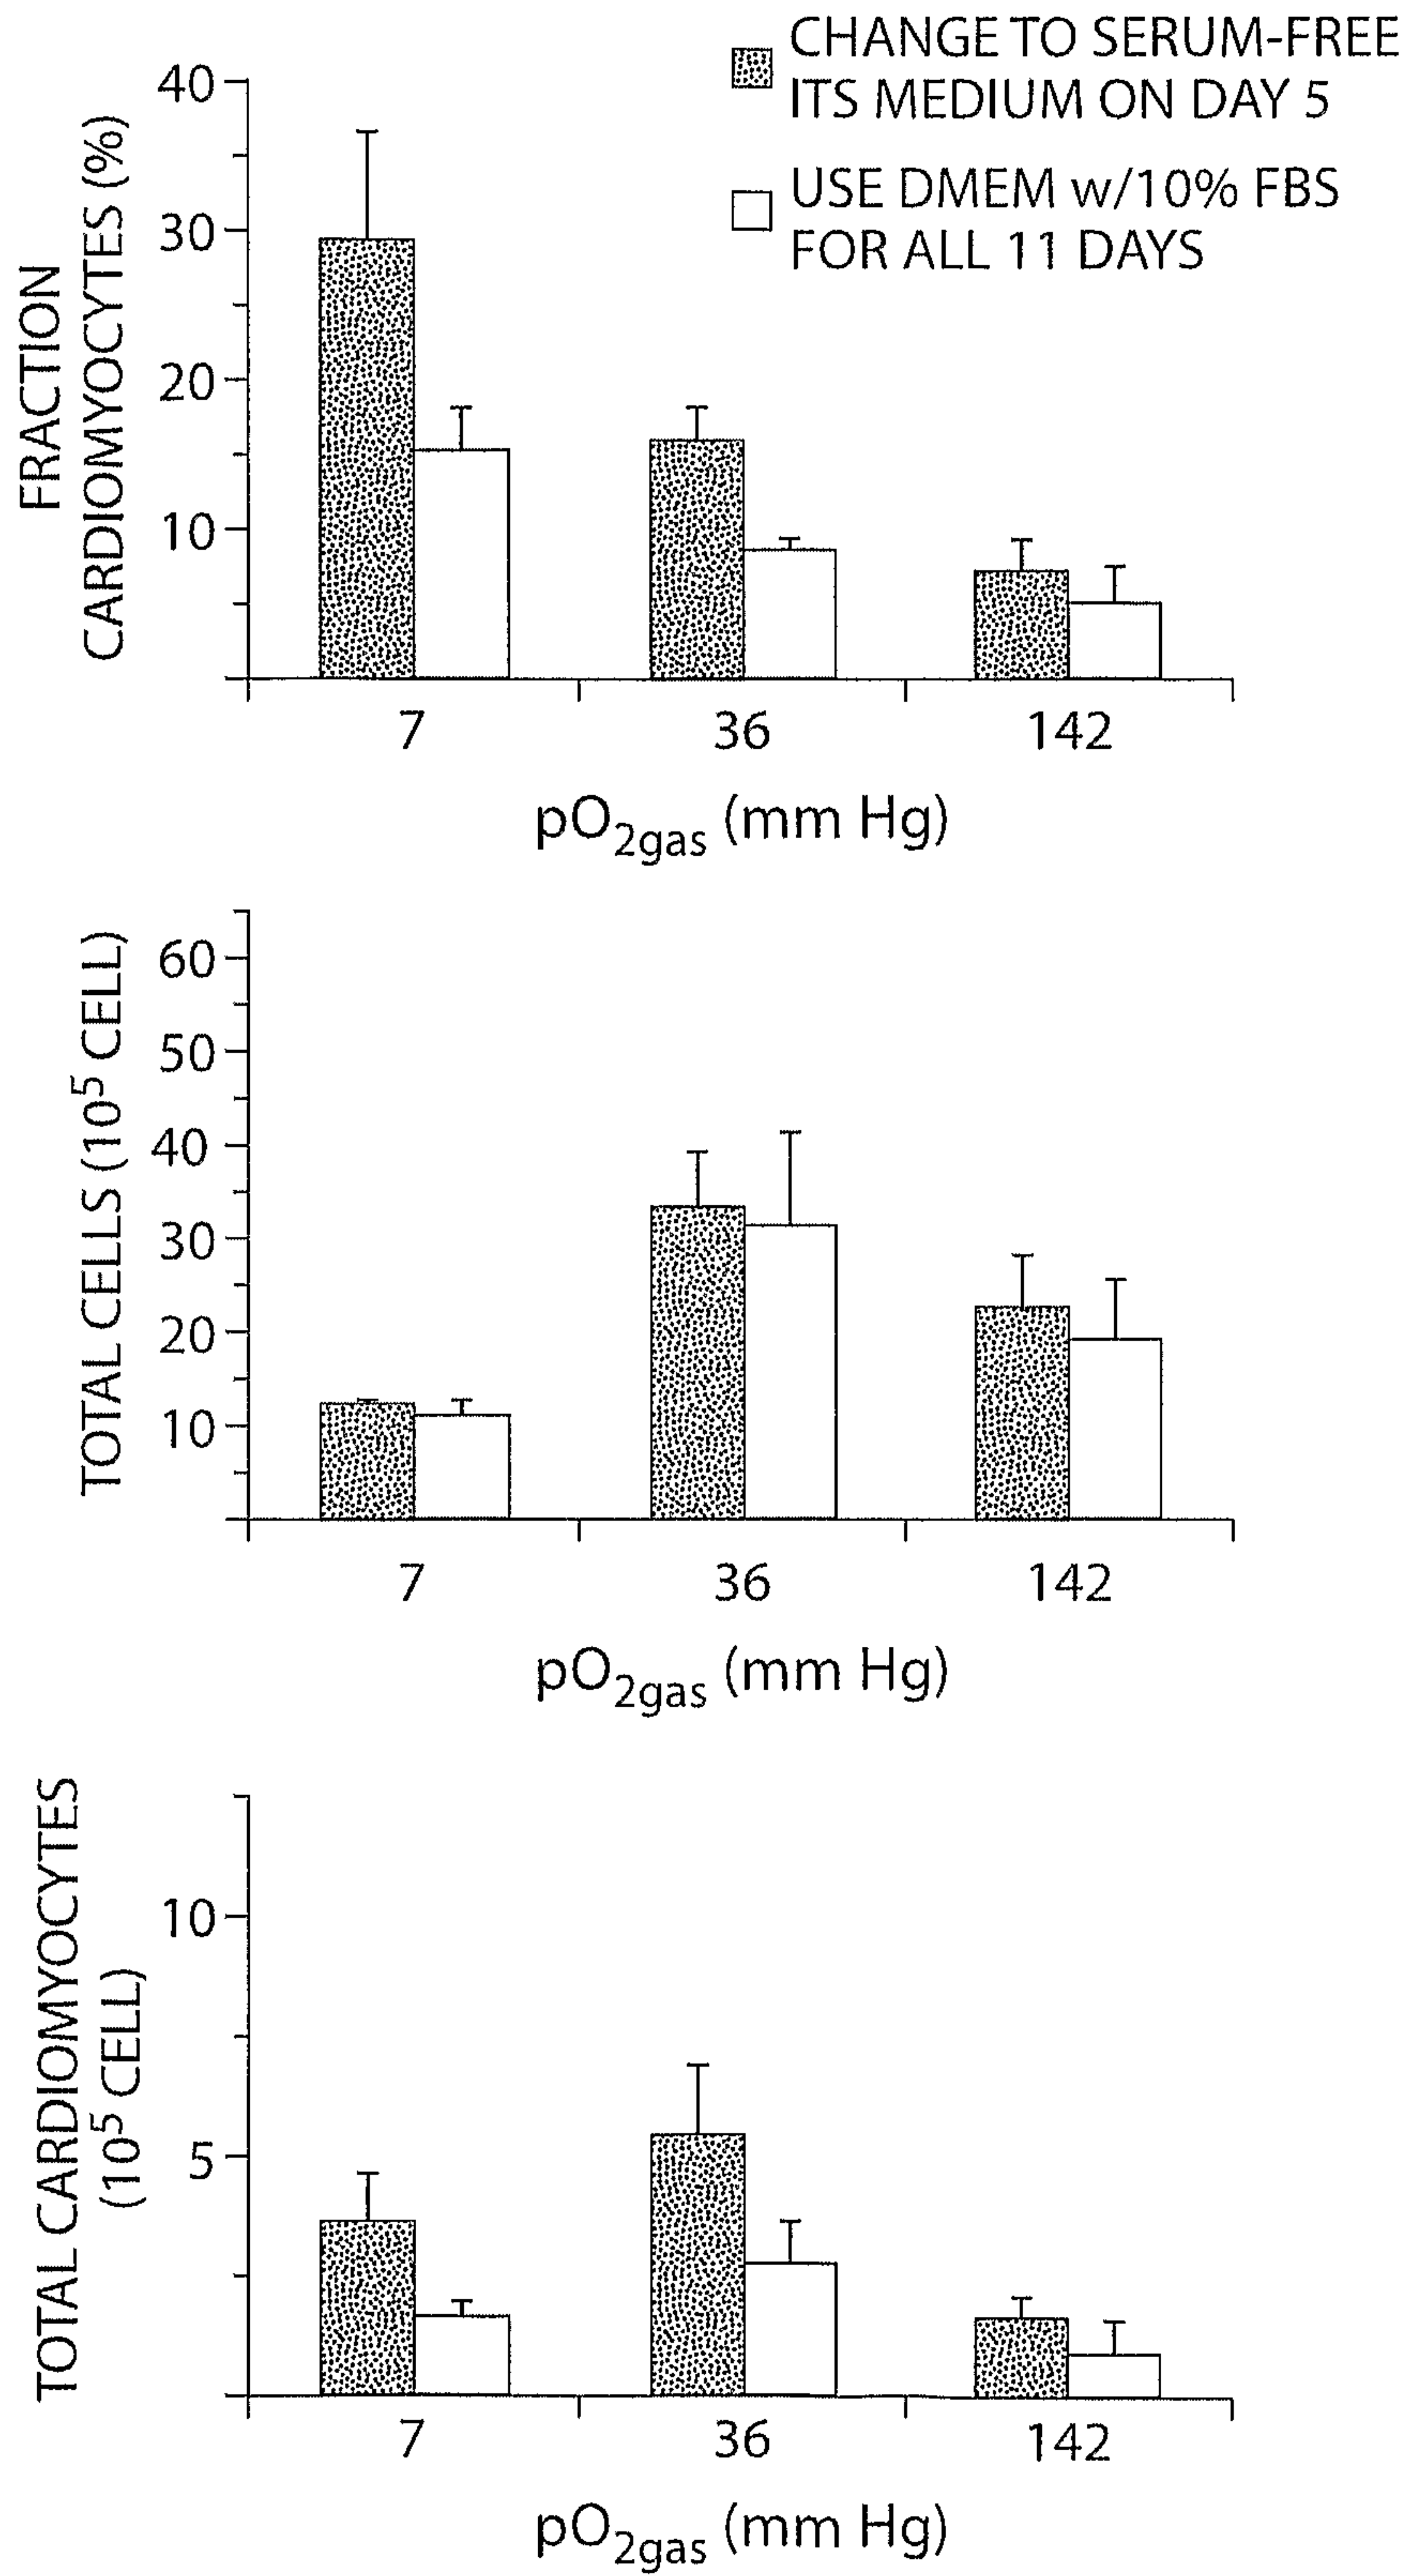 CHANGE TO SERUM-FREE
ITS MEDIUM ON DAY 5
USE DMEM w/10% FBS
FOR ALL 11 DAYS
FRACTION
CARDIOMYOCYTES (%)
40
30
20
10
7 36 142
pO2gas (mm Hg)
TOTAL CELLS (10^5 CELL)
60
50
40
30
20
10
7 36 142
pO2gas (mm Hg)
TOTAL CARDIOMYOCYTES
(10^5 CELL)
10
5
7 36 142
pO2gas (mm Hg)